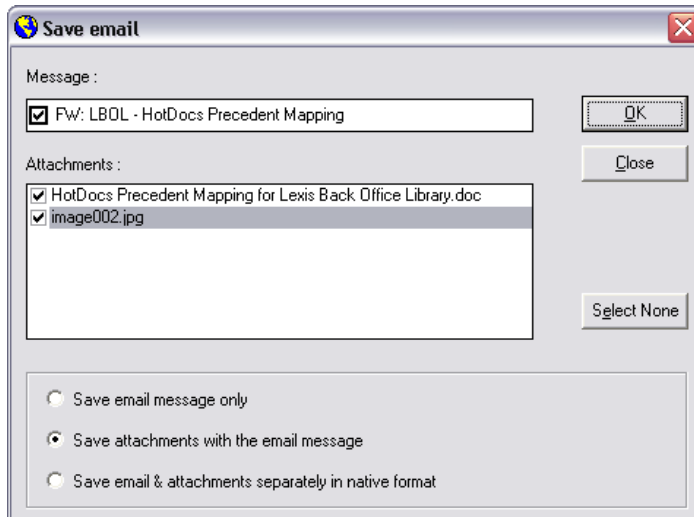 Save email
Message :
FW: LBOL - HotDocs Precedent Mapping
OK
Attachments :
Close
HotDocs Precedent Mapping for Lexis Back Office Library.doc
image002.jpg
Select None
Save email message only
Save attachments with the email message
Save email & attachments separately in native format